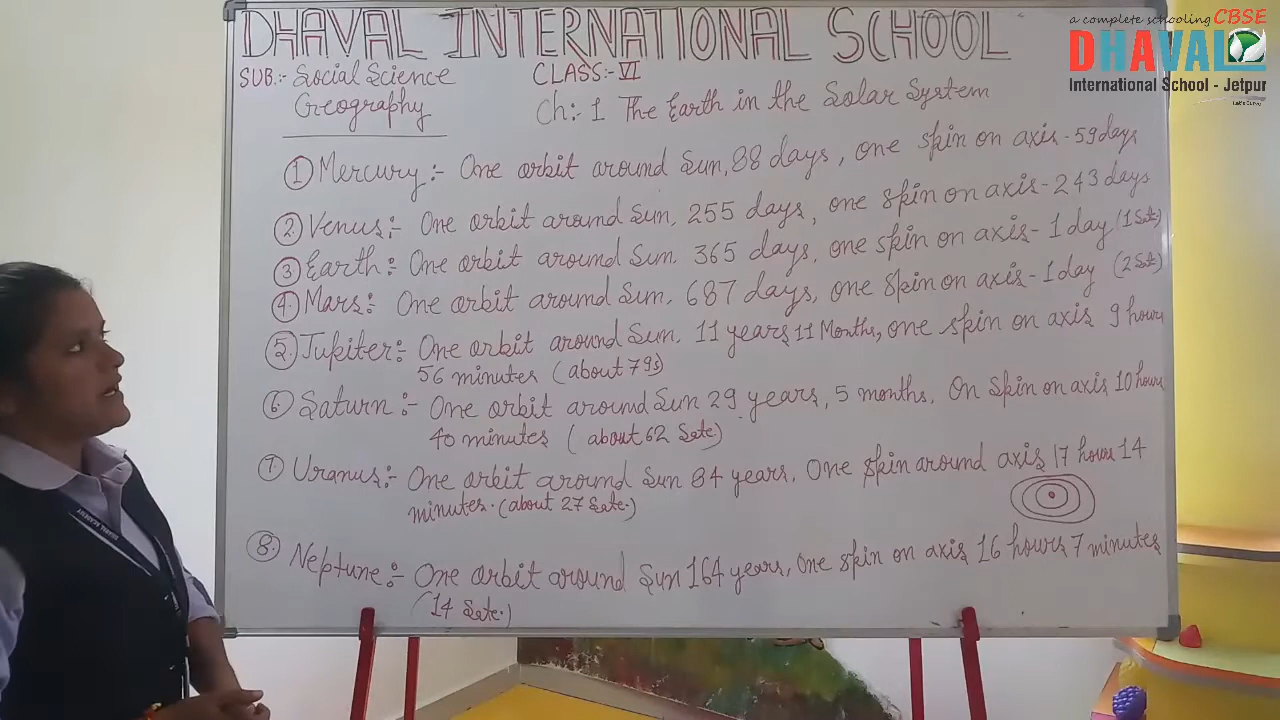 DHAVAL INTERNATIONAL SCHOOL
a complete schooling CBSE
DHAVAL
International School - Jetpur
SUB:- Social Science
Geography
CLASS:- VI
Ch:- 1 The Earth in the Solar System
① Mercury:- One orbit around Sun, 88 days, one spin on axis - 59 days
② Venus:- One orbit around Sun. 255 days, one spin on axis - 243 days
③ Earth:- One orbit around Sun. 365 days, one spin on axis - 1 day (1 Sat)
④ Mars:- One orbit around Sun. 687 days, one spin on axis - 1 day (2 Sat)
⑤ Jupiter:- One orbit around Sun. 11 years 11 Months, one spin on axis 9 hours
56 minutes (about 79s)
⑥ Saturn:- One orbit around Sun 29 years, 5 months, On spin on axis 10 hours
40 minutes (about 62 Sate)
⑦ Uranus:- One orbit around Sun 84 years. One spin around axis 17 hours 14
minutes. (about 27 Sate.)
⑧ Neptune:- One orbit around Sun 164 years, One spin on axis 16 hours 7 minutes
(14 Sate.)
DHAVAL ACADEMY